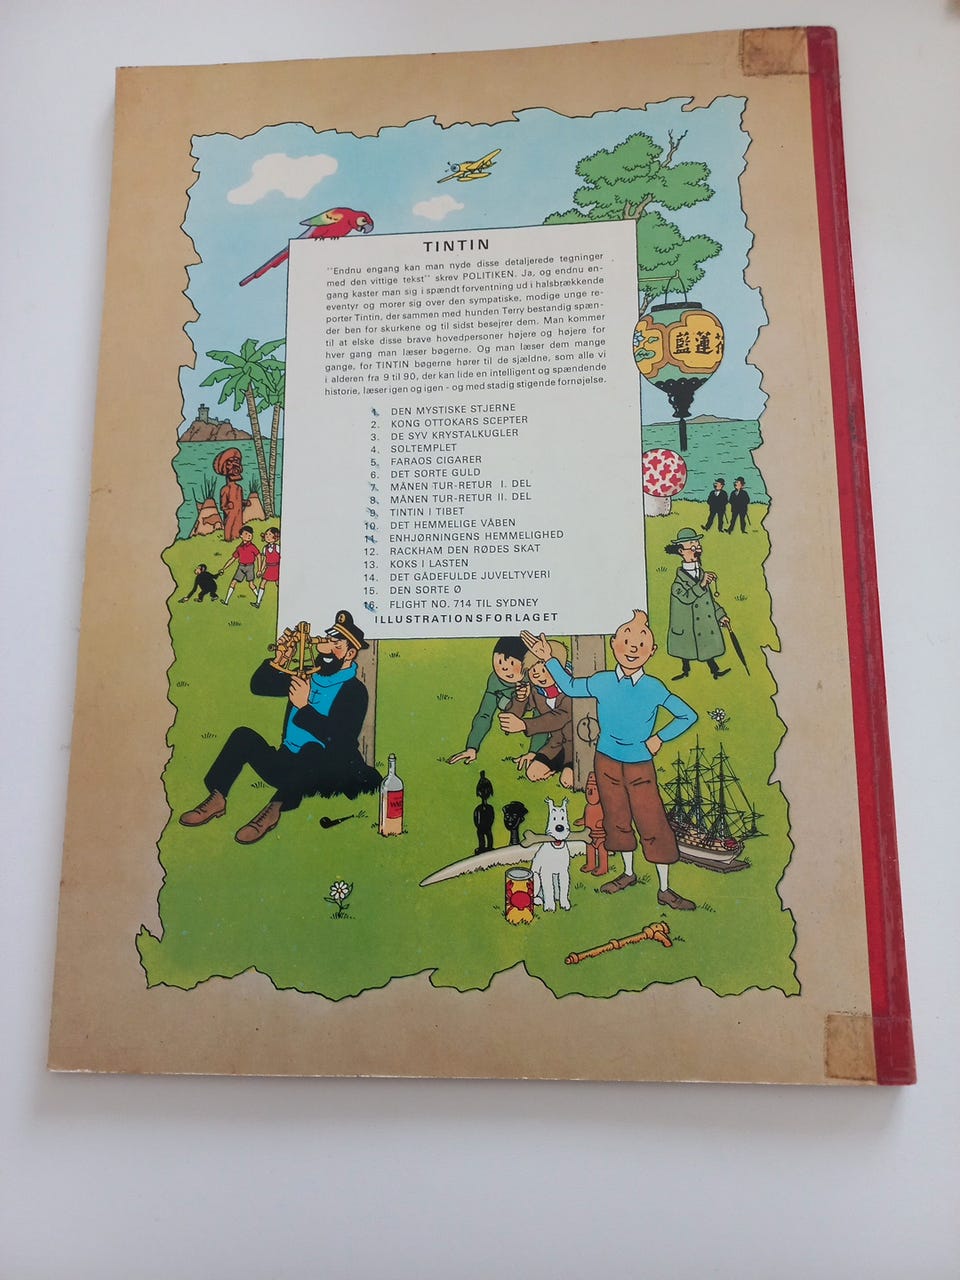 TINTIN
"Endnu engang kan man nyde disse detaljerede tegninger
med den vittige tekst" skrev POLITIKEN. Ja, og endnu en-
gang kaster man sig i spændt forventning ud i halsbrækkende
eventyr og morer sig over den sympatiske, modige unge re-
porter Tintin, der sammen med hunden Terry bestandig spæn-
der ben for skurkene og til sidst besejrer dem. Man kommer
til at elske disse brave hovedpersoner højere og højere for
hver gang man læser bøgerne. Og man læser dem mange
gange, for TINTIN bøgerne hører til de sjældne, som alle vi
i alderen fra 9 til 90, der kan lide en intelligent og spændende
historie, læser igen og igen - og med stadig stigende fornøjelse.
1. DEN MYSTISKE STJERNE
2. KONG OTTOKARS SCEPTER
3. DE SYV KRYSTALKUGLER
4. SOLTEMPLET
5. FARAOS CIGARER
6. DET SORTE GULD
7. MÅNEN TUR-RETUR I. DEL
8. MÅNEN TUR-RETUR II. DEL
9. TINTIN I TIBET
10. DET HEMMELIGE VÅBEN
11. ENHJØRNINGENS HEMMELIGHED
12. RACKHAM DEN RØDES SKAT
13. KOKS I LASTEN
14. DET GÅDEFULDE JUVELTYVERI
15. DEN SORTE Ø
16. FLIGHT NO. 714 TIL SYDNEY
ILLUSTRATIONSFORLAGET
藍蓮